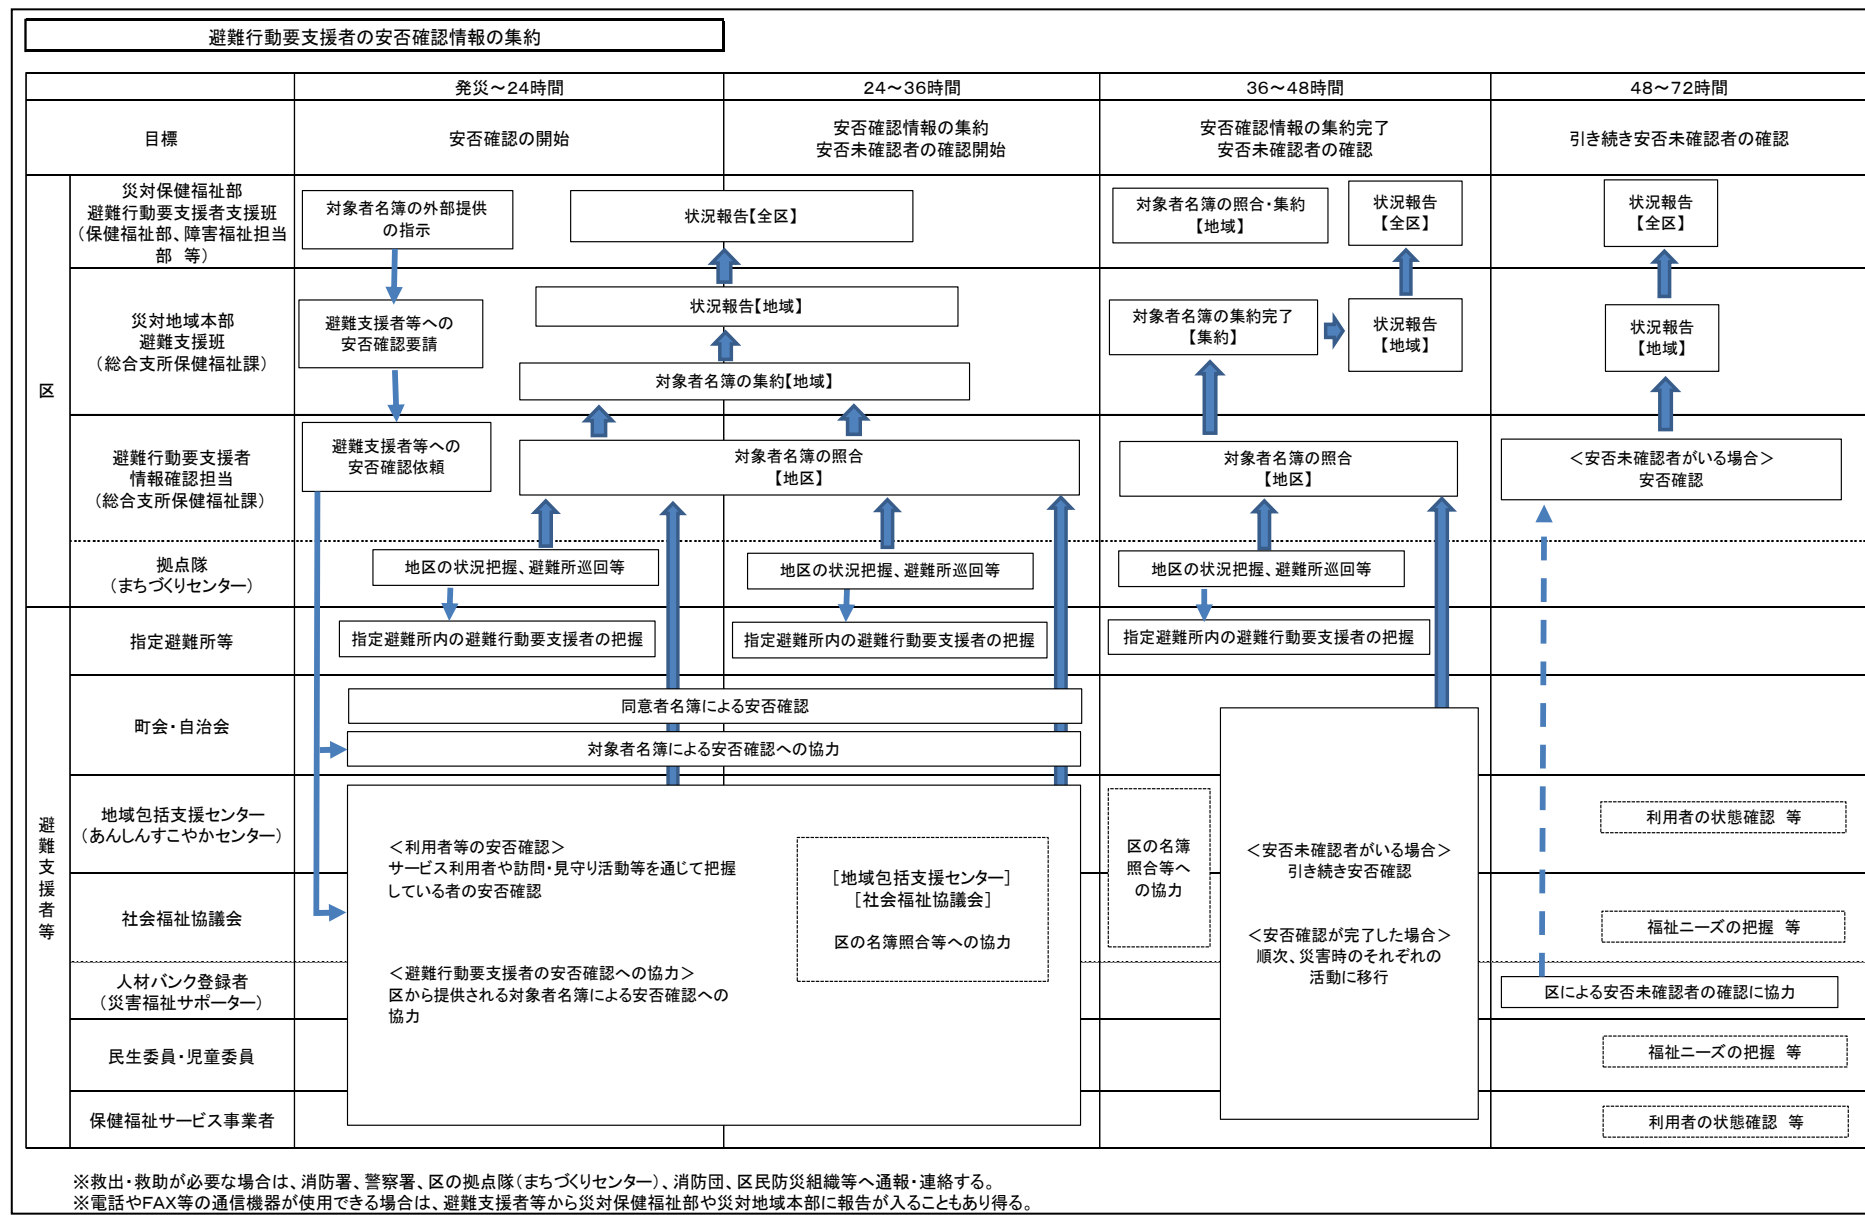 避難行動要支援者の安否確認情報の集約
発災～24時間
24～36時間
36～48時間
48～72時間
目標
安否確認の開始
安否確認情報の集約
安否未確認者の確認開始
安否確認情報の集約完了
安否未確認者の確認
引き続き安否未確認者の確認
区
災対保健福祉部
避難行動要支援者支援班
（保健福祉部、障害福祉担当
部　等）
対象者名簿の外部提供
の指示
状況報告【全区】
対象者名簿の照合・集約
【地域】
状況報告
【全区】
状況報告
【全区】
災対地域本部
避難支援班
（総合支所保健福祉課）
避難支援者等への
安否確認要請
状況報告【地域】
対象者名簿の集約【地域】
対象者名簿の集約完了
【集約】
状況報告
【地域】
状況報告
【地域】
避難行動要支援者
情報確認担当
（総合支所保健福祉課）
避難支援者等への
安否確認依頼
対象者名簿の照合
【地区】
対象者名簿の照合
【地区】
＜安否未確認者がいる場合＞
安否確認
拠点隊
（まちづくりセンター）
地区の状況把握、避難所巡回等
地区の状況把握、避難所巡回等
地区の状況把握、避難所巡回等
避難支援者等
指定避難所等
指定避難所内の避難行動要支援者の把握
指定避難所内の避難行動要支援者の把握
指定避難所内の避難行動要支援者の把握
町会・自治会
同意者名簿による安否確認
対象者名簿による安否確認への協力
地域包括支援センター
（あんしんすこやかセンター）
社会福祉協議会
人材バンク登録者
（災害福祉サポーター）
民生委員・児童委員
保健福祉サービス事業者
＜利用者等の安否確認＞
サービス利用者や訪問・見守り活動等を通じて把握
している者の安否確認
＜避難行動要支援者の安否確認への協力＞
区から提供される対象者名簿による安否確認への
協力
［地域包括支援センター］
［社会福祉協議会］
区の名簿照合等への協力
区の名簿
照合等へ
の協力
＜安否未確認者がいる場合＞
引き続き安否確認
＜安否確認が完了した場合＞
順次、災害時のそれぞれの
活動に移行
利用者の状態確認　等
福祉ニーズの把握　等
区による安否未確認者の確認に協力
福祉ニーズの把握　等
利用者の状態確認　等
※救出・救助が必要な場合は、消防署、警察署、区の拠点隊（まちづくりセンター）、消防団、区民防災組織等へ通報・連絡する。
※電話やFAX等の通信機器が使用できる場合は、避難支援者等から災対保健福祉部や災対地域本部に報告が入ることもあり得る。